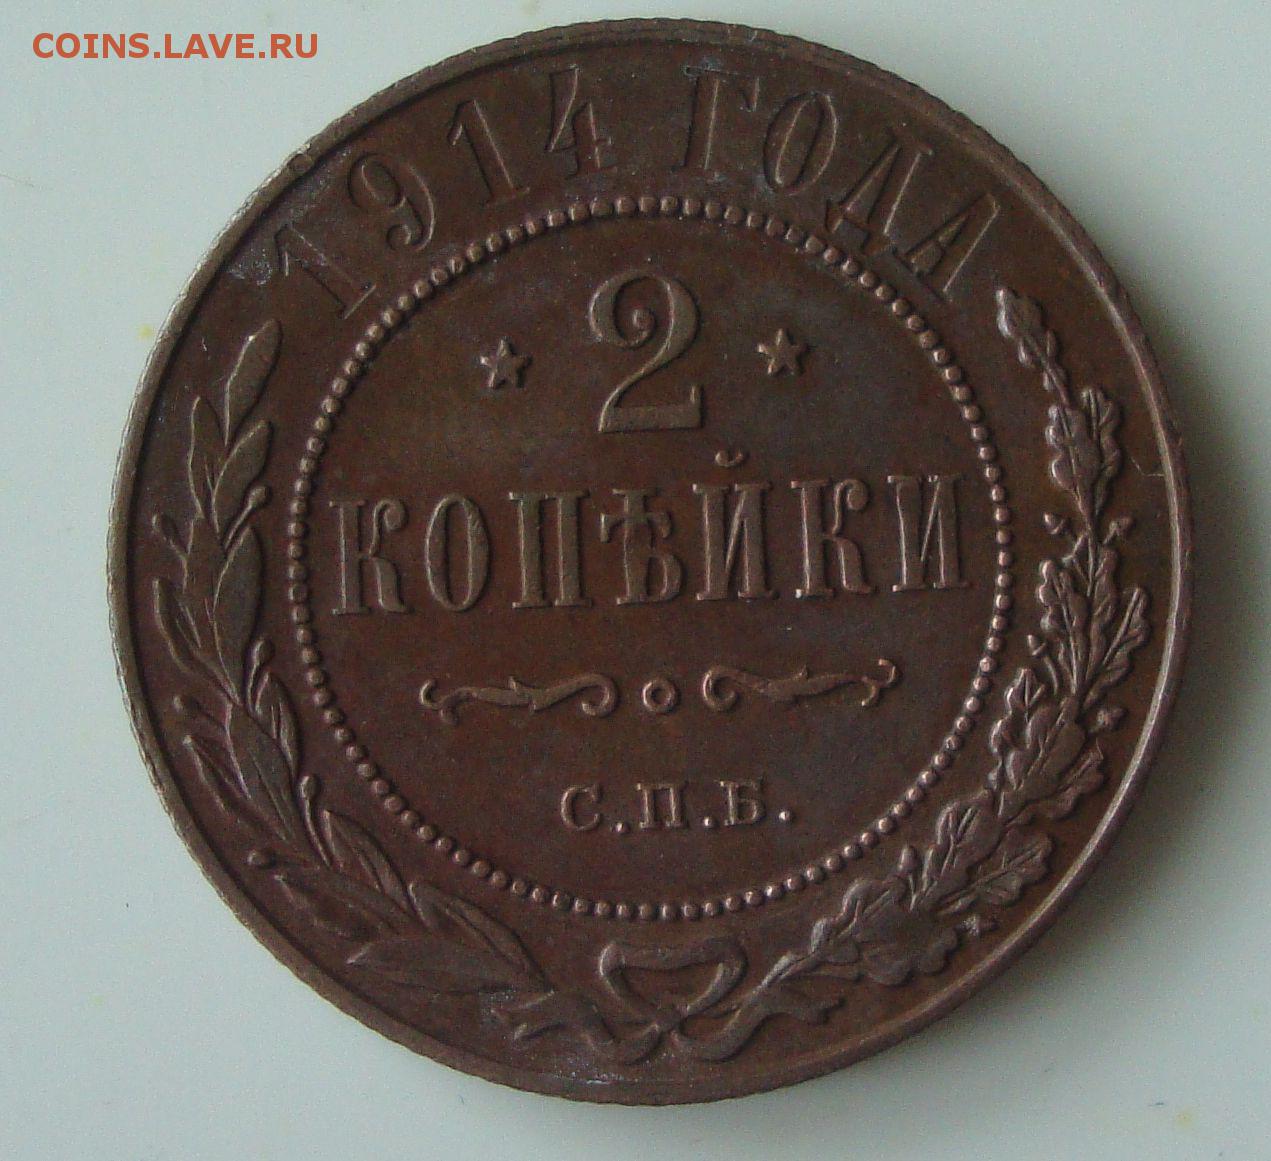 COINS.LAVE.RU
1914 ГОДА
2
КОПѢЙКИ
С.П.Б.